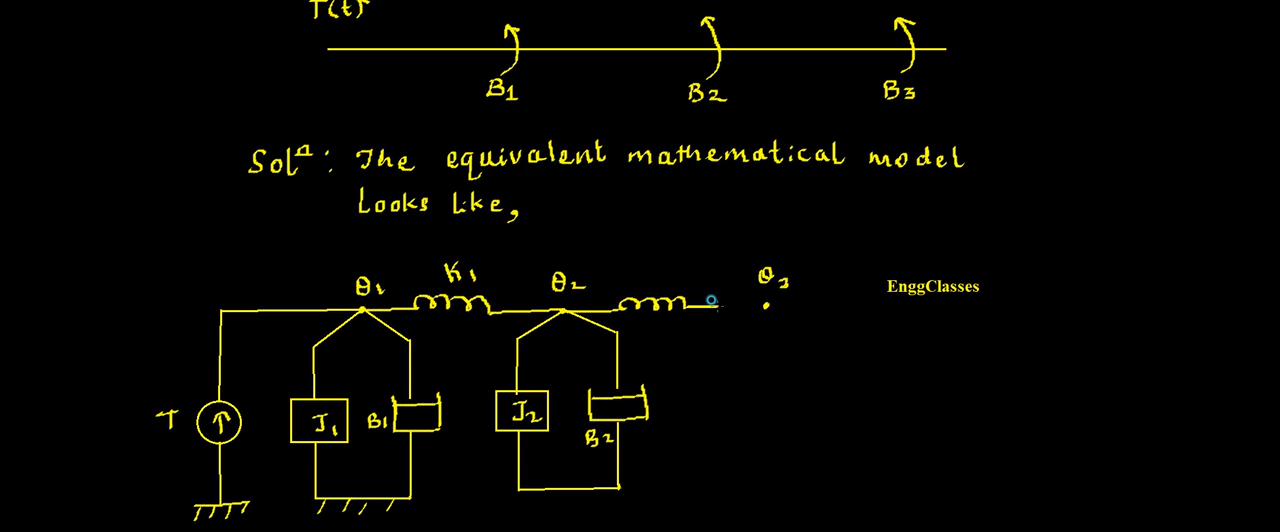 T(t)
B1 B2 B3
Solⁿ: The equivalent mathematical model
Looks like,
θ1 K1 θ2 θ3
EnggClasses
T J1 B1 J2 B2